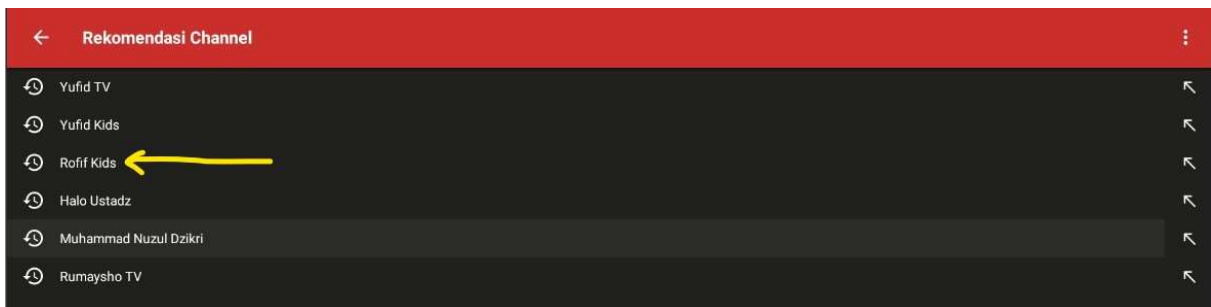 Rekomendasi Channel
Yufid TV
Yufid Kids
Rofif Kids
Halo Ustadz
Muhammad Nuzul Dzikri
Rumaysho TV